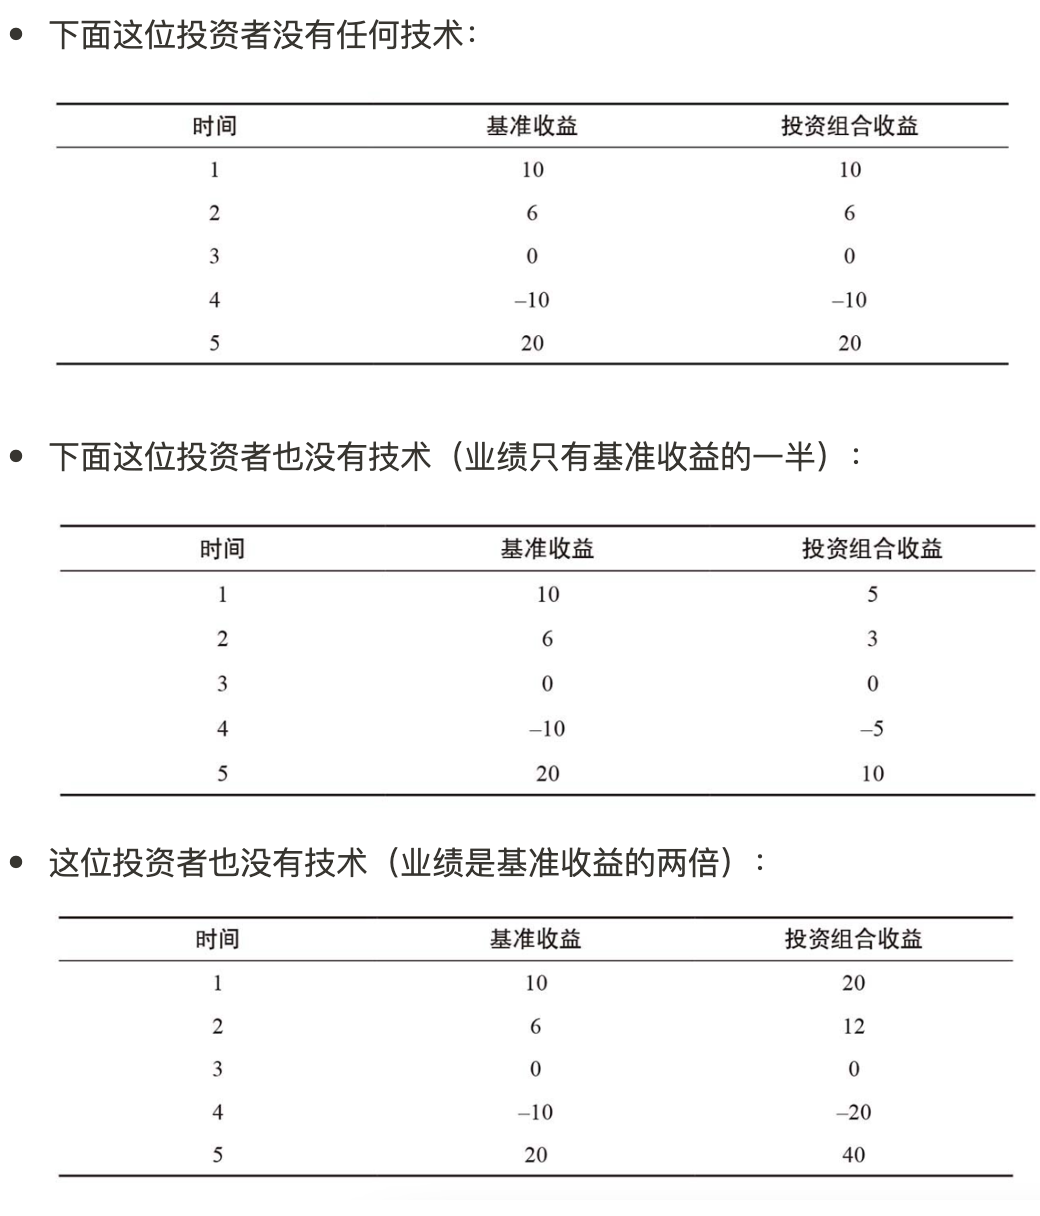 下面这位投资者没有任何技术：
时间 基准收益 投资组合收益
1 10 10
2 6 6
3 0 0
4 –10 –10
5 20 20
下面这位投资者也没有技术（业绩只有基准收益的一半）：
时间 基准收益 投资组合收益
1 10 5
2 6 3
3 0 0
4 –10 –5
5 20 10
这位投资者也没有技术（业绩是基准收益的两倍）：
时间 基准收益 投资组合收益
1 10 20
2 6 12
3 0 0
4 –10 –20
5 20 40